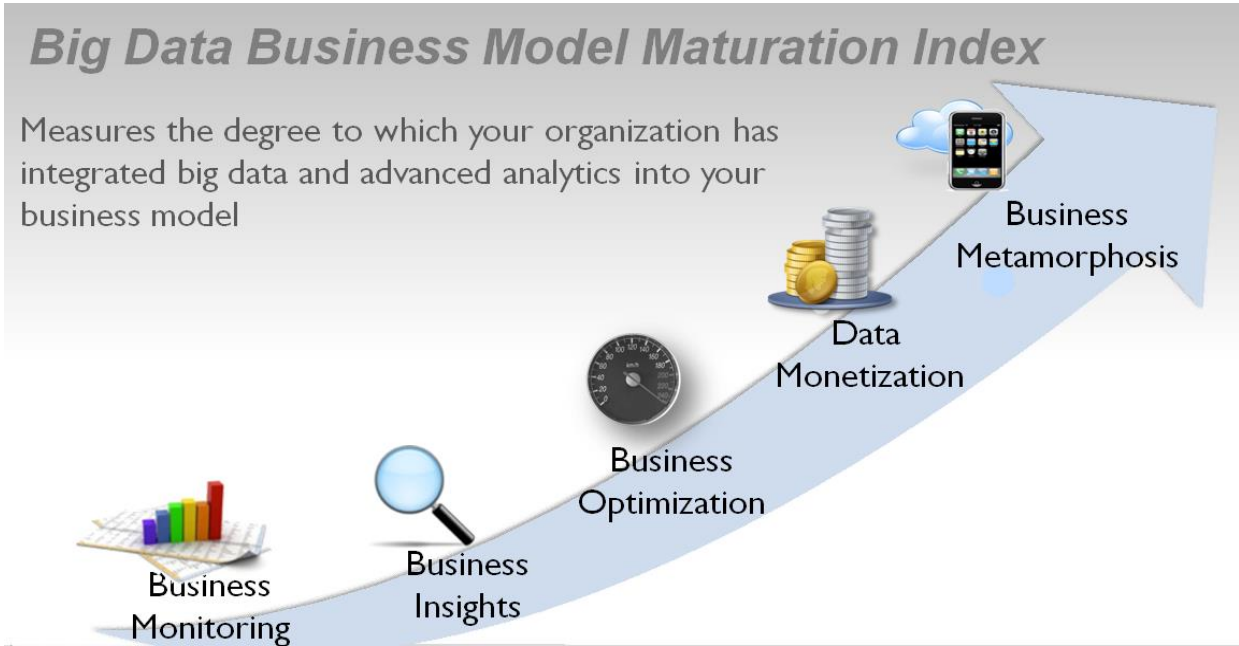 Big Data Business Model Maturation Index
Measures the degree to which your organization has
integrated big data and advanced analytics into your
business model
Business
Metamorphosis
Data
Monetization
Business
Optimization
Business
Insights
Business
Monitoring